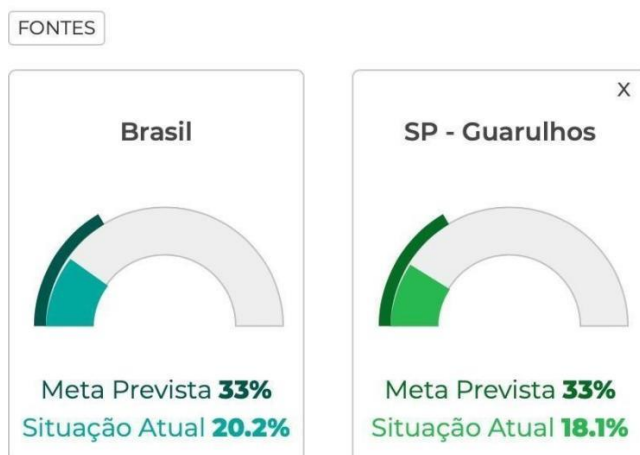 FONTES
Brasil
Meta Prevista 33%
Situação Atual 20.2%
X
SP - Guarulhos
Meta Prevista 33%
Situação Atual 18.1%